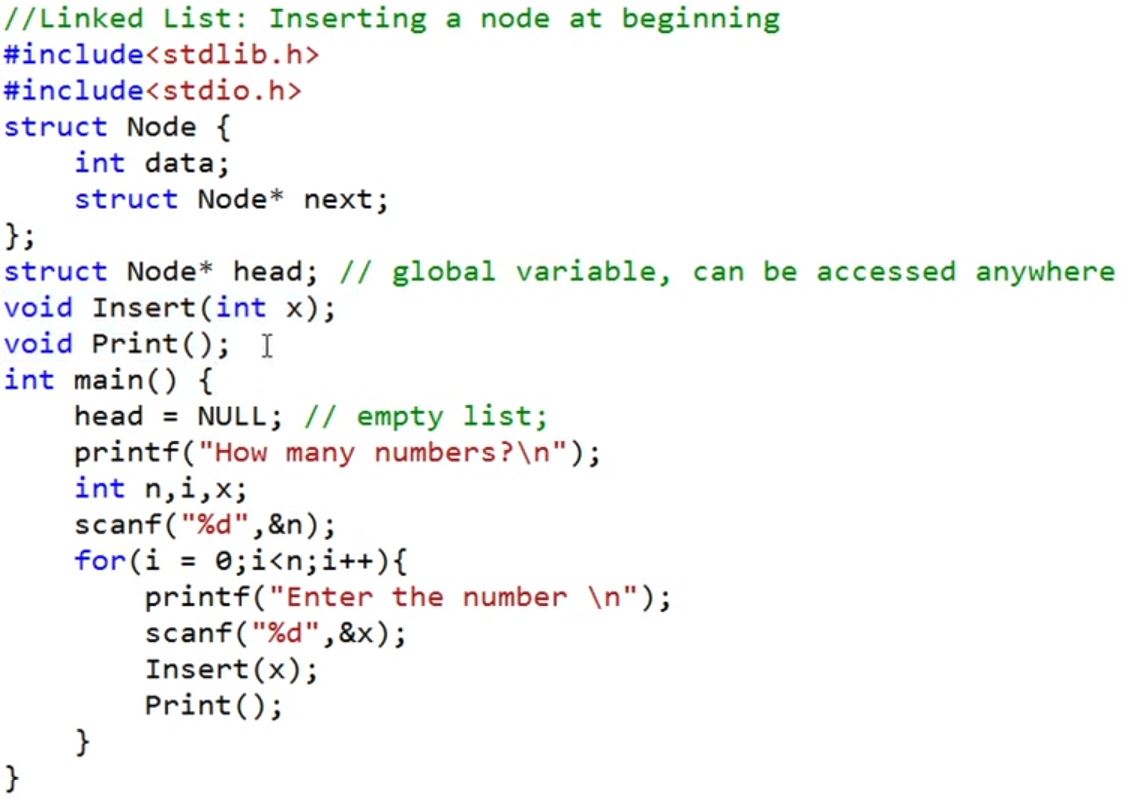 //Linked List: Inserting a node at beginning
#include<stdlib.h>
#include<stdio.h>
struct Node {
    int data;
    struct Node* next;
};
struct Node* head; // global variable, can be accessed anywhere
void Insert(int x);
void Print();
int main() {
    head = NULL; // empty list;
    printf("How many numbers?\n");
    int n,i,x;
    scanf("%d",&n);
    for(i = 0;i<n;i++){
        printf("Enter the number \n");
        scanf("%d",&x);
        Insert(x);
        Print();
    }
}